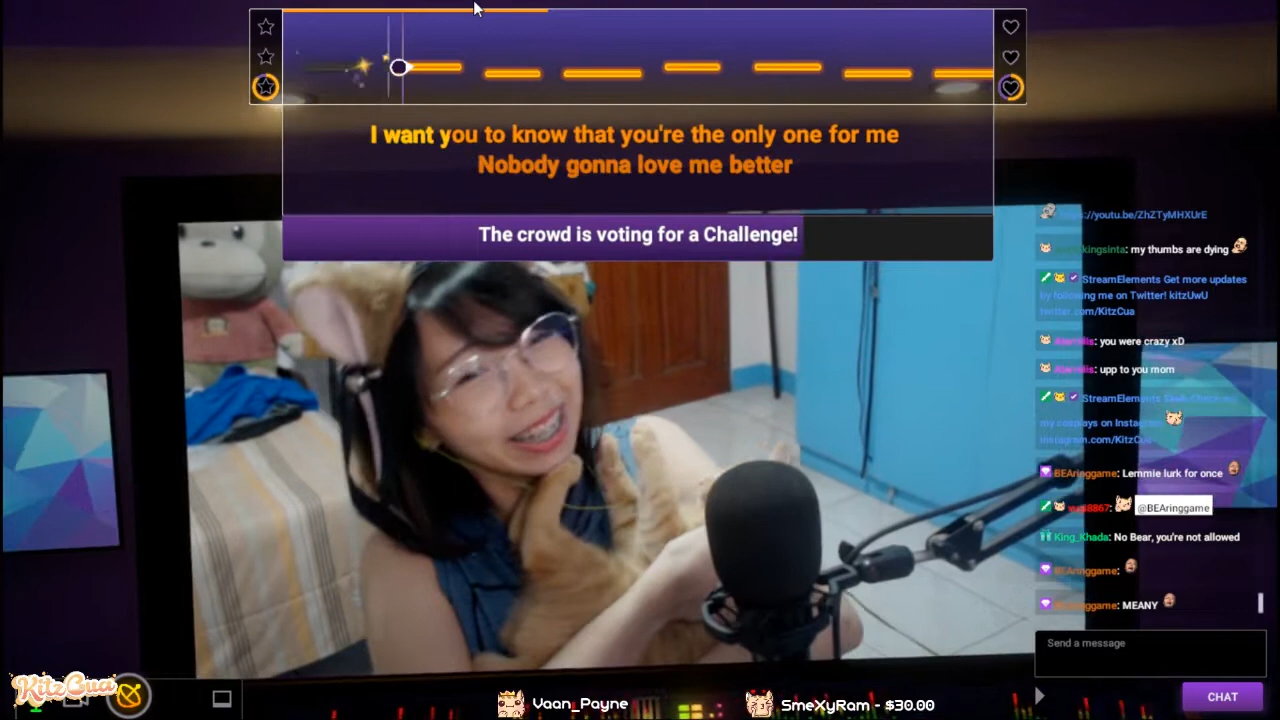 I want you to know that you're the only one for me
Nobody gonna love me better
The crowd is voting for a Challenge!
https://youtu.be/ZhZTyMHXUrE
my thumbs are dying
StreamElements Get more updates
by following me on Twitter! kitzUwU
twitter.com/KitzCua
you were crazy xD
upp to you mom
StreamElements
my cosplays on Instagram
instagram.com/KitzCua
BEAringgame: Lemmie lurk for once
@BEAringgame
King_Khada: No Bear, you're not allowed
BEAringgame:
BEAringgame: MEANY
Send a message
CHAT
KitzCua
Vaan_Payne
SmeXyRam - $30.00